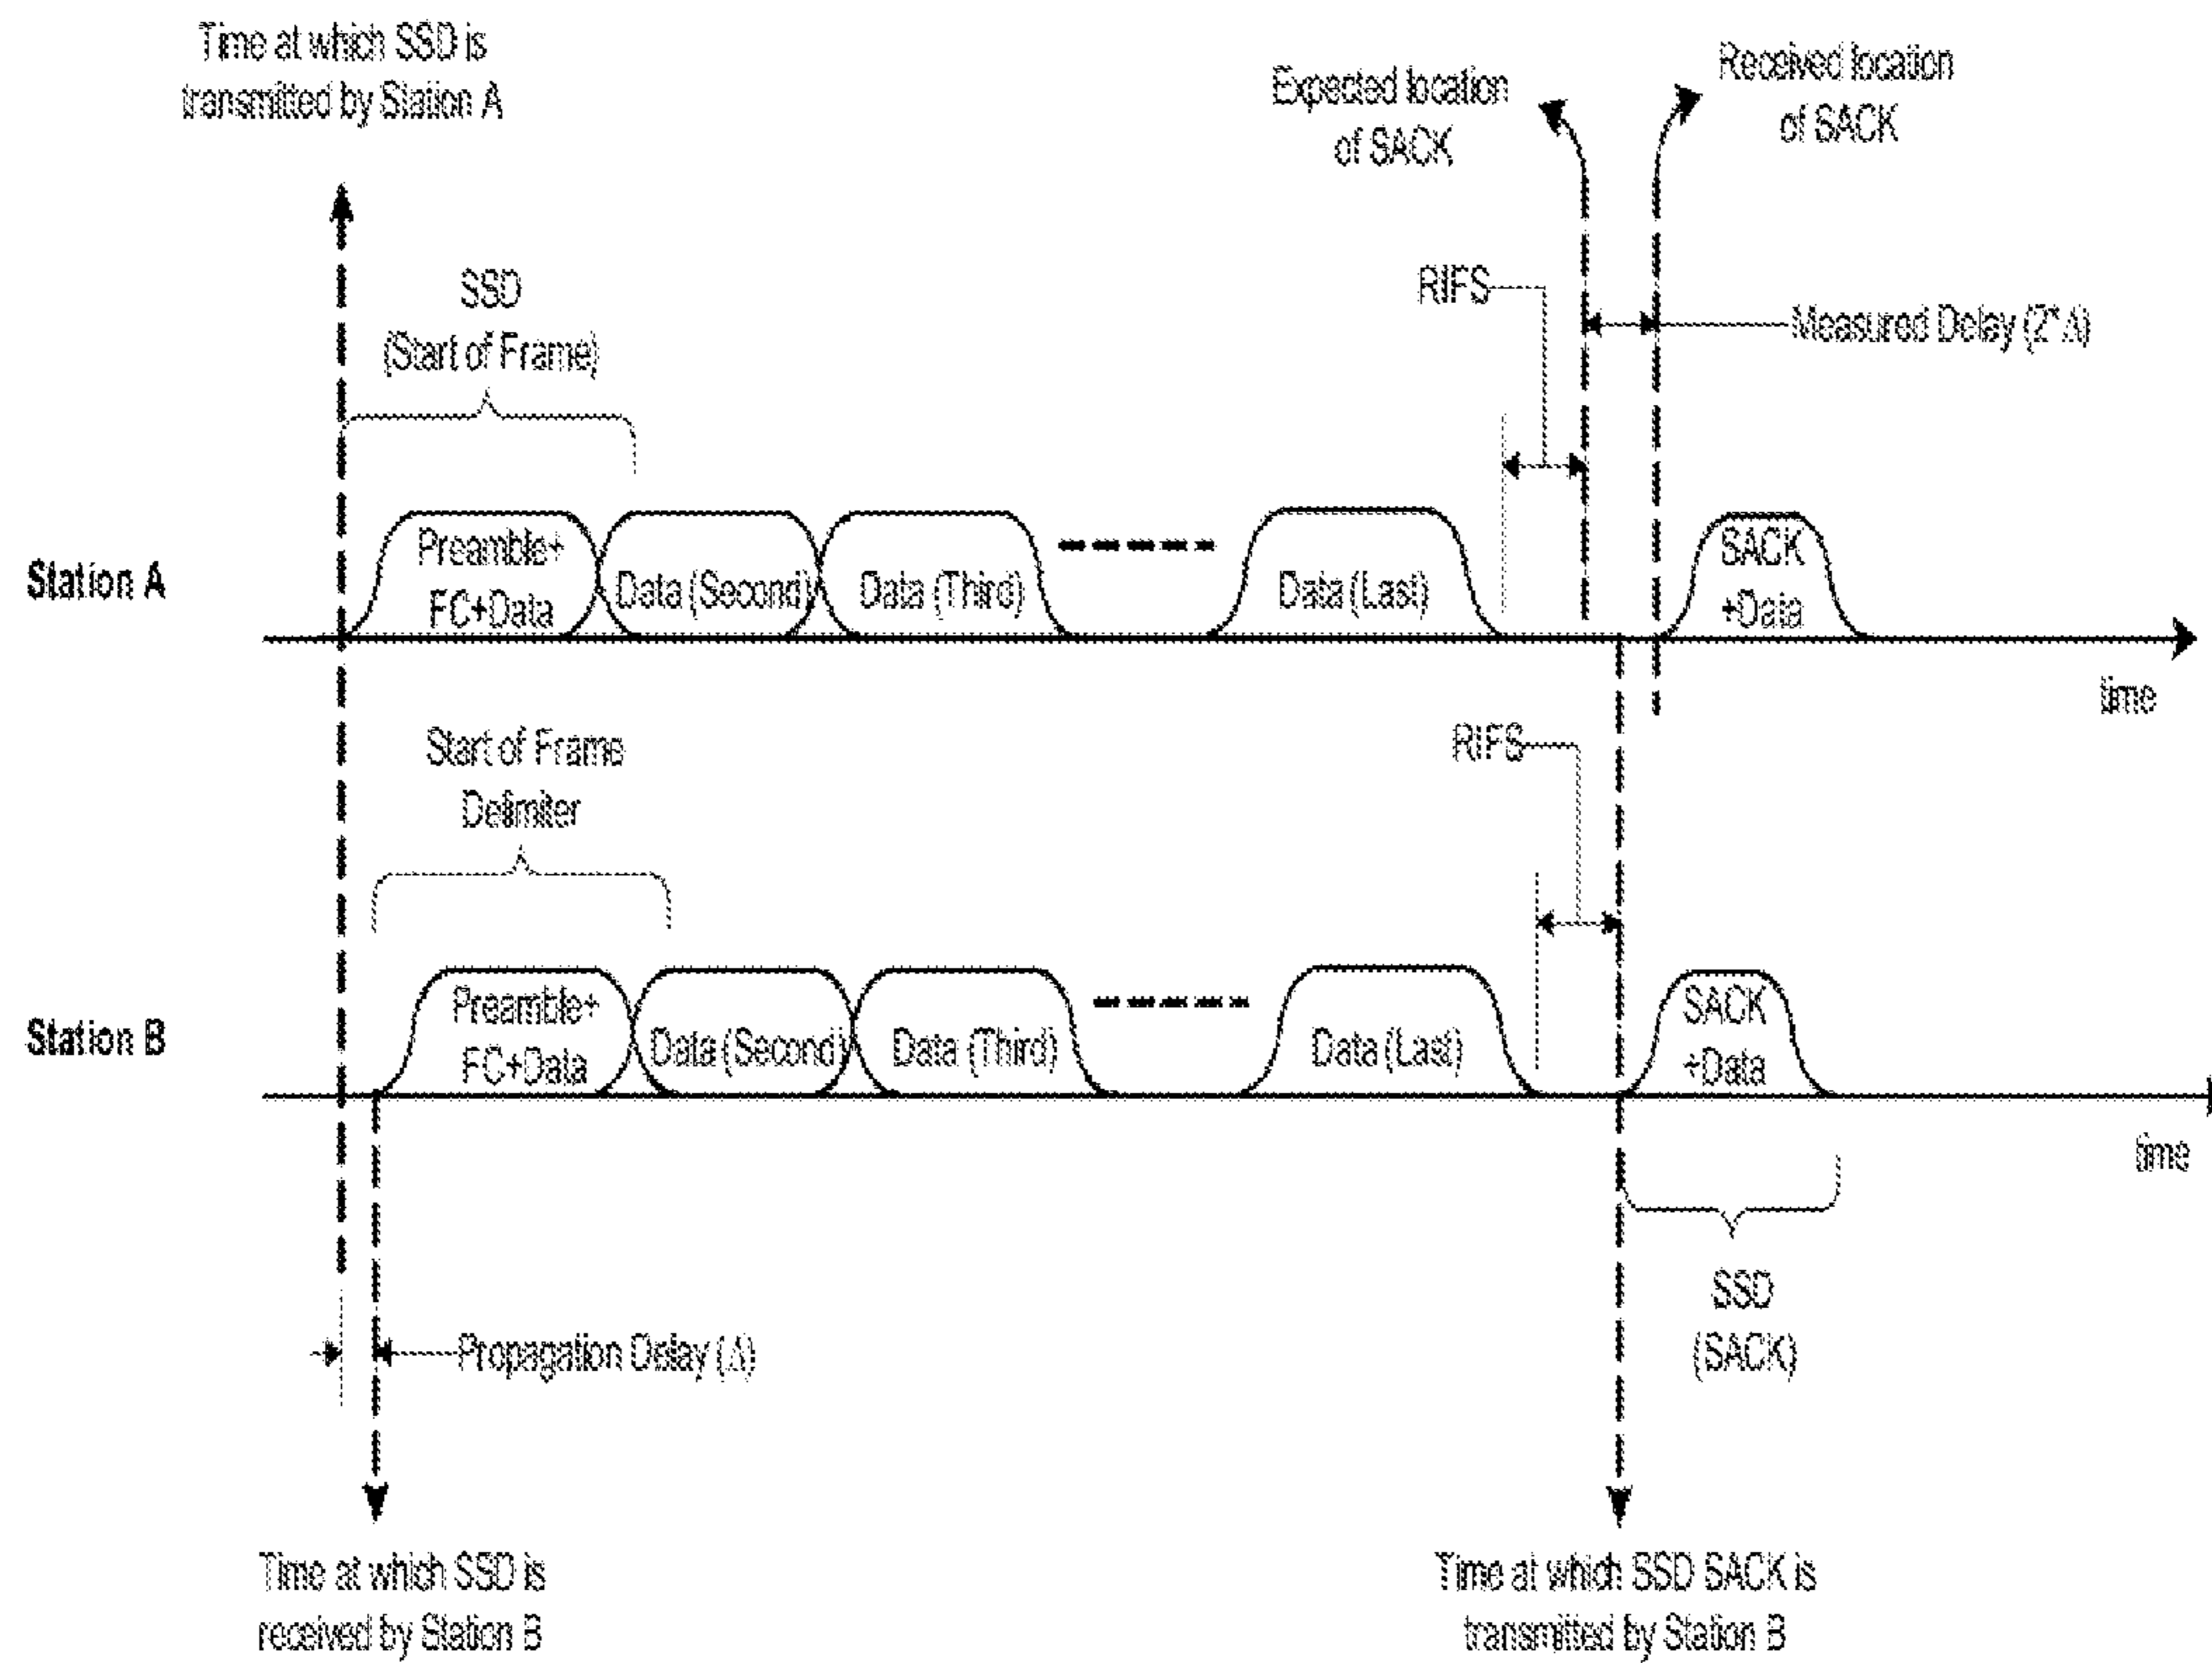 Time at which SSD is
transmitted by Station A
Expected location
of SACK
Received location
of SACK
SSD
(Start of Frame)
RIFS
Measured Delay (2*Δ)
Station A
Preamble+
FC+Data
Data (Second)
Data (Third)
Data (Last)
SACK
+Data
time
Start of Frame
Delimiter
RIFS
Station B
Preamble+
FC+Data
Data (Second)
Data (Third)
Data (Last)
SACK
+Data
time
SSD
(SACK)
Propagation Delay (Δ)
Time at which SSD is
received by Station B
Time at which SSD SACK is
transmitted by Station B